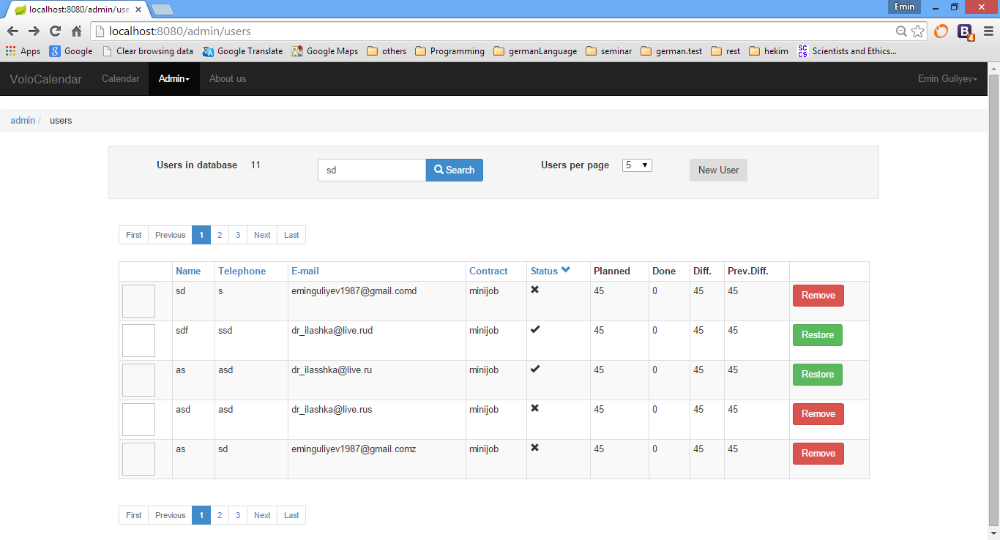 localhost:8080/admin/use
Emin
localhost:8080/admin/users
Apps Google Clear browsing data Google Translate Google Maps others Programming germanLanguage seminar german.test rest hekim SC CS Scientists and Ethics... 4
VoloCalendar Calendar Admin About us Emin Guliyev
admin / users
Users in database 11 sd Search Users per page 5 New User
First Previous 1 2 3 Next Last
Name Telephone E-mail Contract Status Planned Done Diff. Prev.Diff.
sd s eminguliyev1987@gmail.comd minijob 45 0 45 45 Remove
sdf ssd dr_ilashka@live.rud minijob 45 0 45 45 Restore
as asd dr_ilasshka@live.ru minijob 45 0 45 45 Restore
asd asd dr_ilashka@live.rus minijob 45 0 45 45 Remove
as sd eminguliyev1987@gmail.comz minijob 45 0 45 45 Remove
First Previous 1 2 3 Next Last